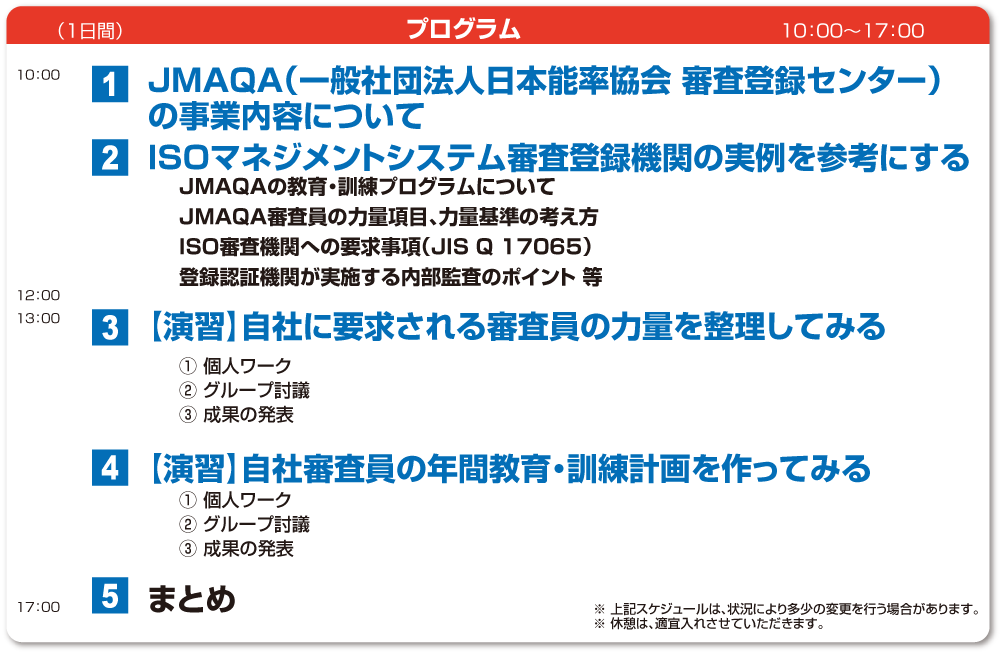 （1日間） プログラム 10：00～17：00
10：00
1 JMAQA（一般社団法人日本能率協会 審査登録センター）
の事業内容について
2 ISOマネジメントシステム審査登録機関の実例を参考にする
JMAQAの教育・訓練プログラムについて
JMAQA審査員の力量項目、力量基準の考え方
ISO審査機関への要求事項（JIS Q 17065）
登録認証機関が実施する内部監査のポイント 等
12：00
13：00
3 【演習】自社に要求される審査員の力量を整理してみる
① 個人ワーク
② グループ討議
③ 成果の発表
4 【演習】自社審査員の年間教育・訓練計画を作ってみる
① 個人ワーク
② グループ討議
③ 成果の発表
17：00
5 まとめ
※ 上記スケジュールは、状況により多少の変更を行う場合があります。
※ 休憩は、適宜入れさせていただきます。